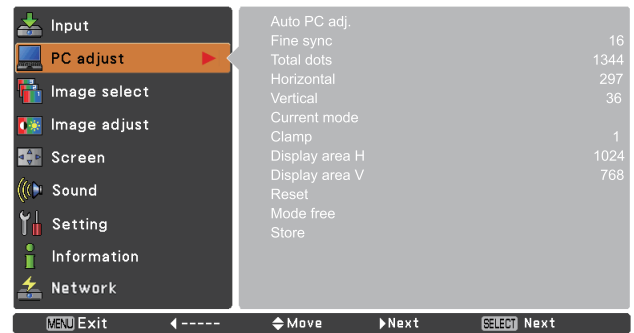 Input
PC adjust
Image select
Image adjust
Screen
Sound
Setting
Information
Network
Auto PC adj.
Fine sync 16
Total dots 1344
Horizontal 297
Vertical 36
Current mode
Clamp 1
Display area H 1024
Display area V 768
Reset
Mode free
Store
MENU Exit ◀ ----- Move ▶Next SELECT Next